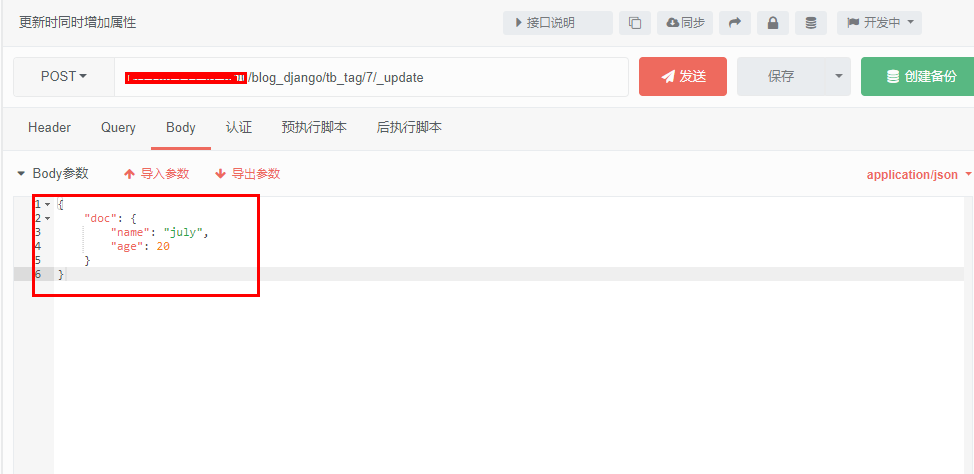 更新时同时增加属性 接口说明 同步 开发中
POST /blog_django/tb_tag/7/_update 发送 保存 创建备份
Header Query Body 认证 预执行脚本 后执行脚本
Body参数 导入参数 导出参数 application/json
1 {
2 "doc": {
3 "name": "july",
4 "age": 20
5 }
6 }